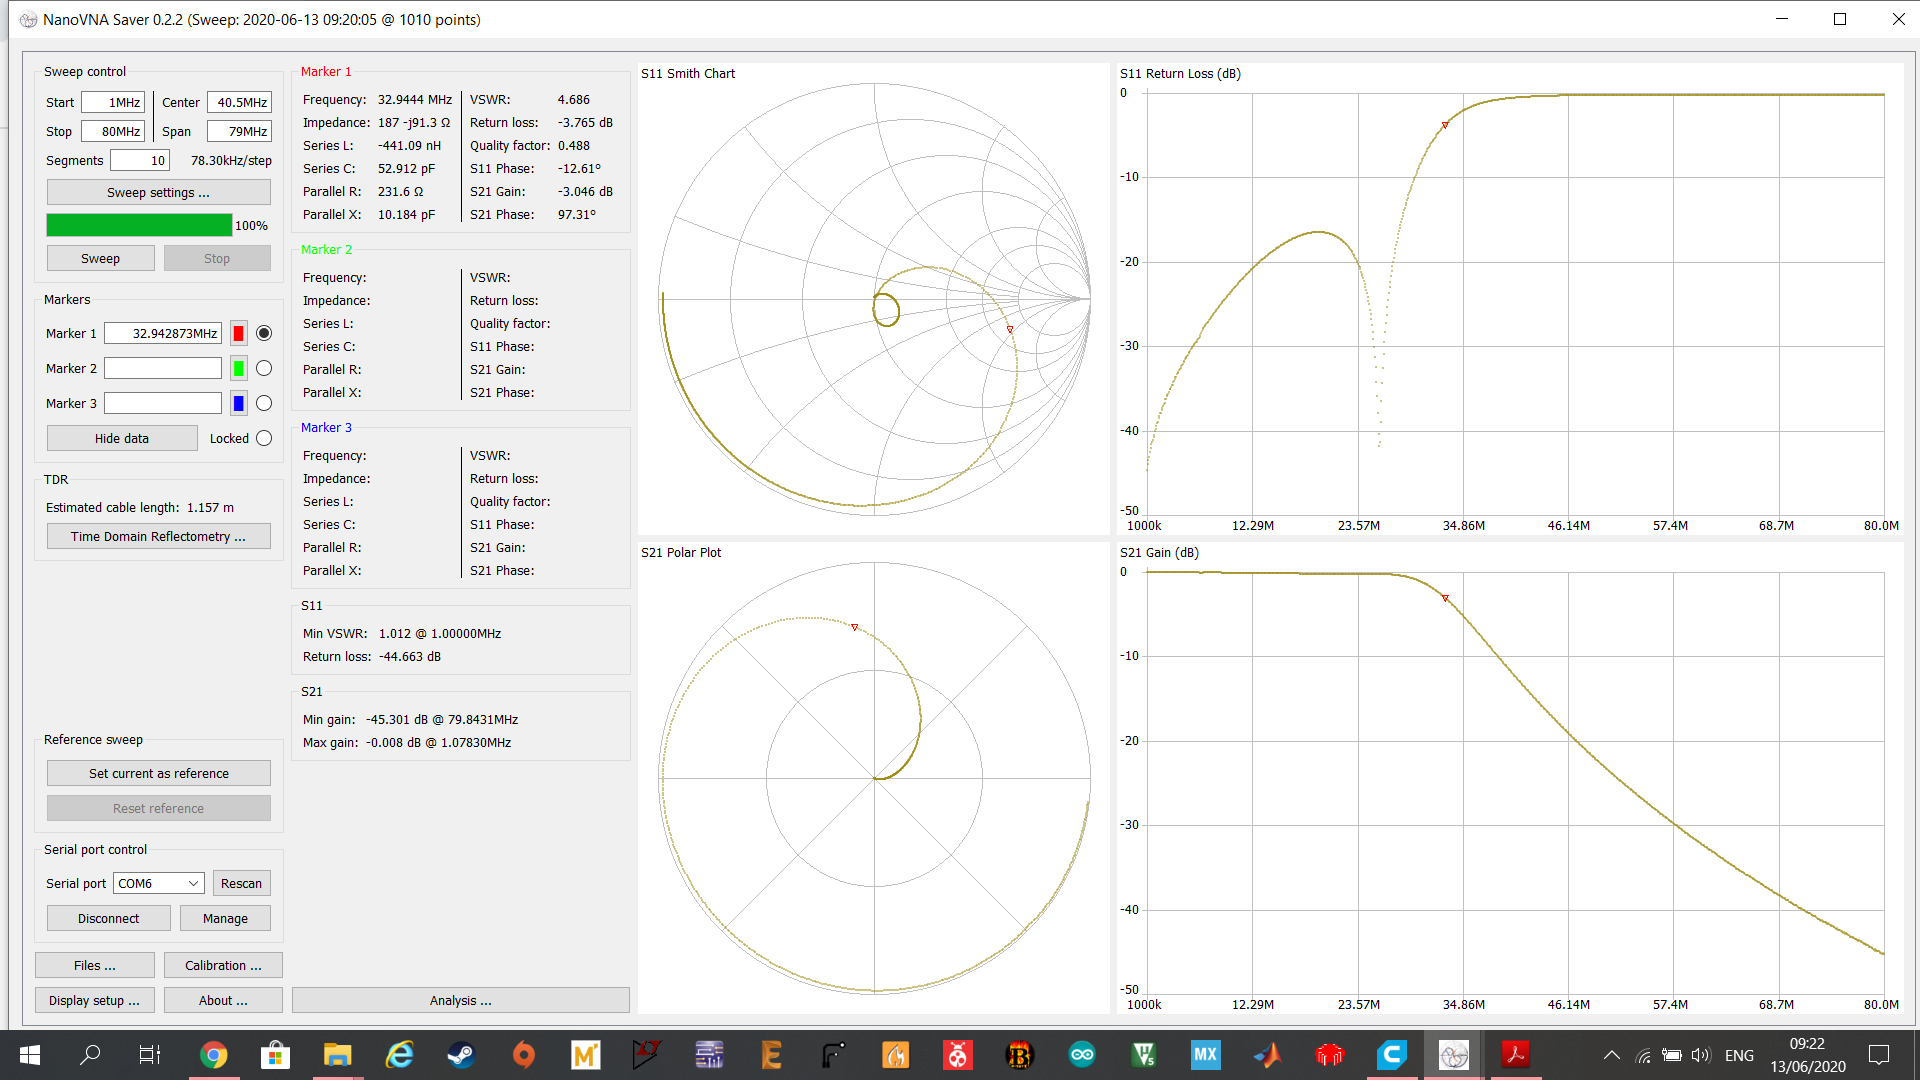 NanoVNA Saver 0.2.2 (Sweep: 2020-06-13 09:20:05 @ 1010 points)
Sweep control
Start 1MHz Center 40.5MHz
Stop 80MHz Span 79MHz
Segments 10 78.30kHz/step
Sweep settings ...
100%
Sweep Stop
Markers
Marker 1 32.942873MHz
Marker 2
Marker 3
Hide data Locked
TDR
Estimated cable length: 1.157 m
Time Domain Reflectometry ...
Reference sweep
Set current as reference
Reset reference
Serial port control
Serial port COM6 Rescan
Disconnect Manage
Files ... Calibration ...
Display setup ... About ...
Marker 1
Frequency: 32.9444 MHz VSWR: 4.686
Impedance: 187 -j91.3 Ω Return loss: -3.765 dB
Series L: -441.09 nH Quality factor: 0.488
Series C: 52.912 pF S11 Phase: -12.61°
Parallel R: 231.6 Ω S21 Gain: -3.046 dB
Parallel X: 10.184 pF S21 Phase: 97.31°
Marker 2
Frequency: VSWR:
Impedance: Return loss:
Series L: Quality factor:
Series C: S11 Phase:
Parallel R: S21 Gain:
Parallel X: S21 Phase:
Marker 3
Frequency: VSWR:
Impedance: Return loss:
Series L: Quality factor:
Series C: S11 Phase:
Parallel R: S21 Gain:
Parallel X: S21 Phase:
S11
Min VSWR: 1.012 @ 1.00000MHz
Return loss: -44.663 dB
S21
Min gain: -45.301 dB @ 79.8431MHz
Max gain: -0.008 dB @ 1.07830MHz
Analysis ...
S11 Smith Chart
S11 Return Loss (dB)
0
-10
-20
-30
-40
-50
1000k 12.29M 23.57M 34.86M 46.14M 57.4M 68.7M 80.0M
S21 Polar Plot
S21 Gain (dB)
0
-10
-20
-30
-40
-50
1000k 12.29M 23.57M 34.86M 46.14M 57.4M 68.7M 80.0M
MX
ENG
09:22
13/06/2020